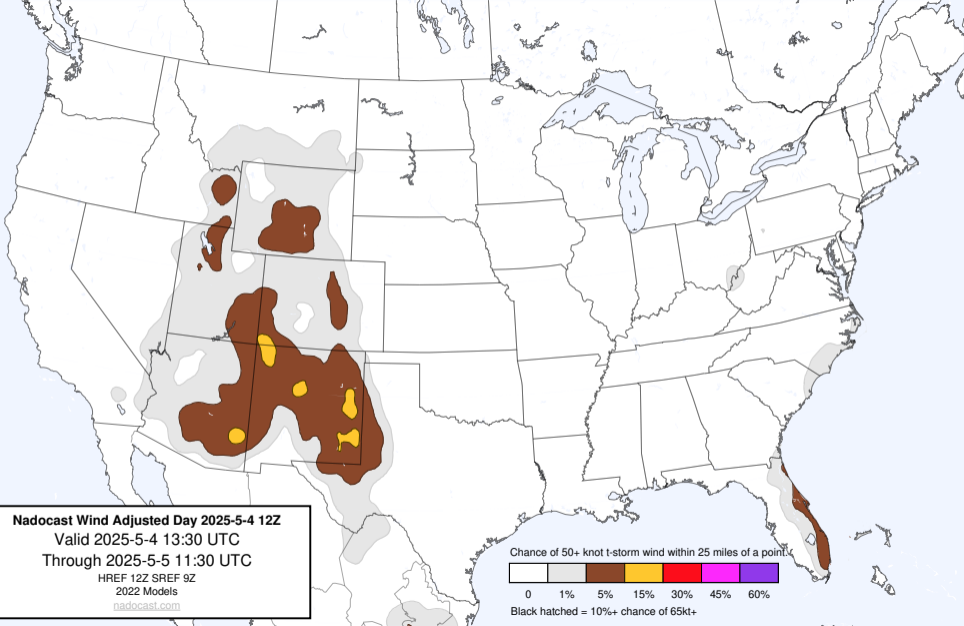 Nadocast Wind Adjusted Day 2025-5-4 12Z
Valid 2025-5-4 13:30 UTC
Through 2025-5-5 11:30 UTC
HREF 12Z SREF 9Z
2022 Models
nadocast.com
Chance of 50+ knot t-storm wind within 25 miles of a point.
0 1% 5% 15% 30% 45% 60%
Black hatched = 10%+ chance of 65kt+